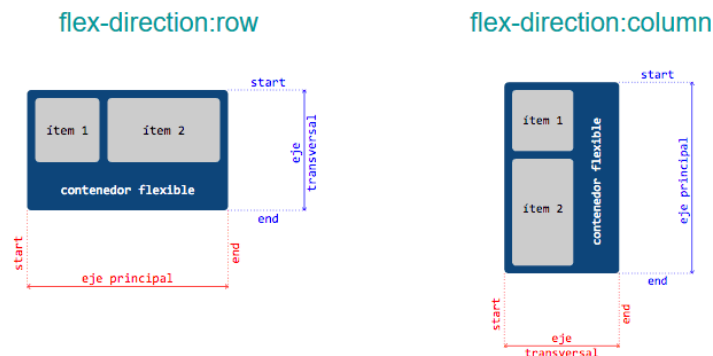 flex-direction:row
start
ítem 1
ítem 2
eje
transversal
contenedor flexible
end
start
end
eje principal
flex-direction:column
start
ítem 1
ítem 2
contenedor flexible
eje principal
end
start
end
eje
transversal